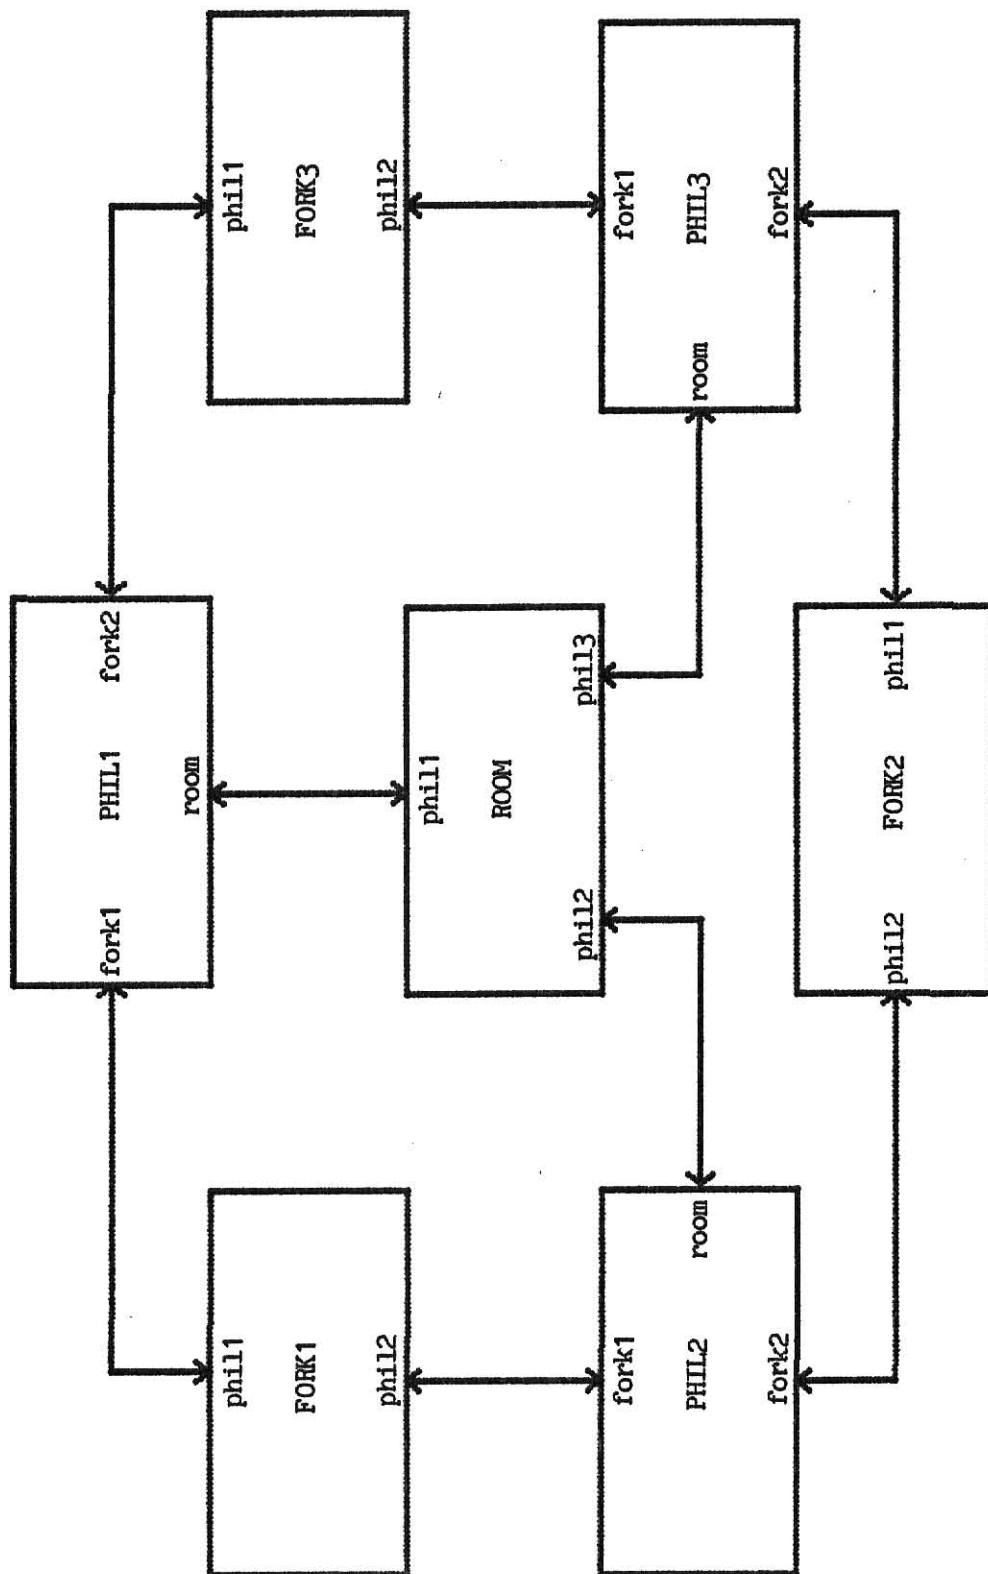 fork1 PHIL1 fork2
room
phil1
FORK1
phil2
phil1
FORK3
phil2
phil1
ROOM
phil2 phil3
fork1
PHIL2 room
fork2
fork1
room PHIL3
fork2
phil2 FORK2 phil1